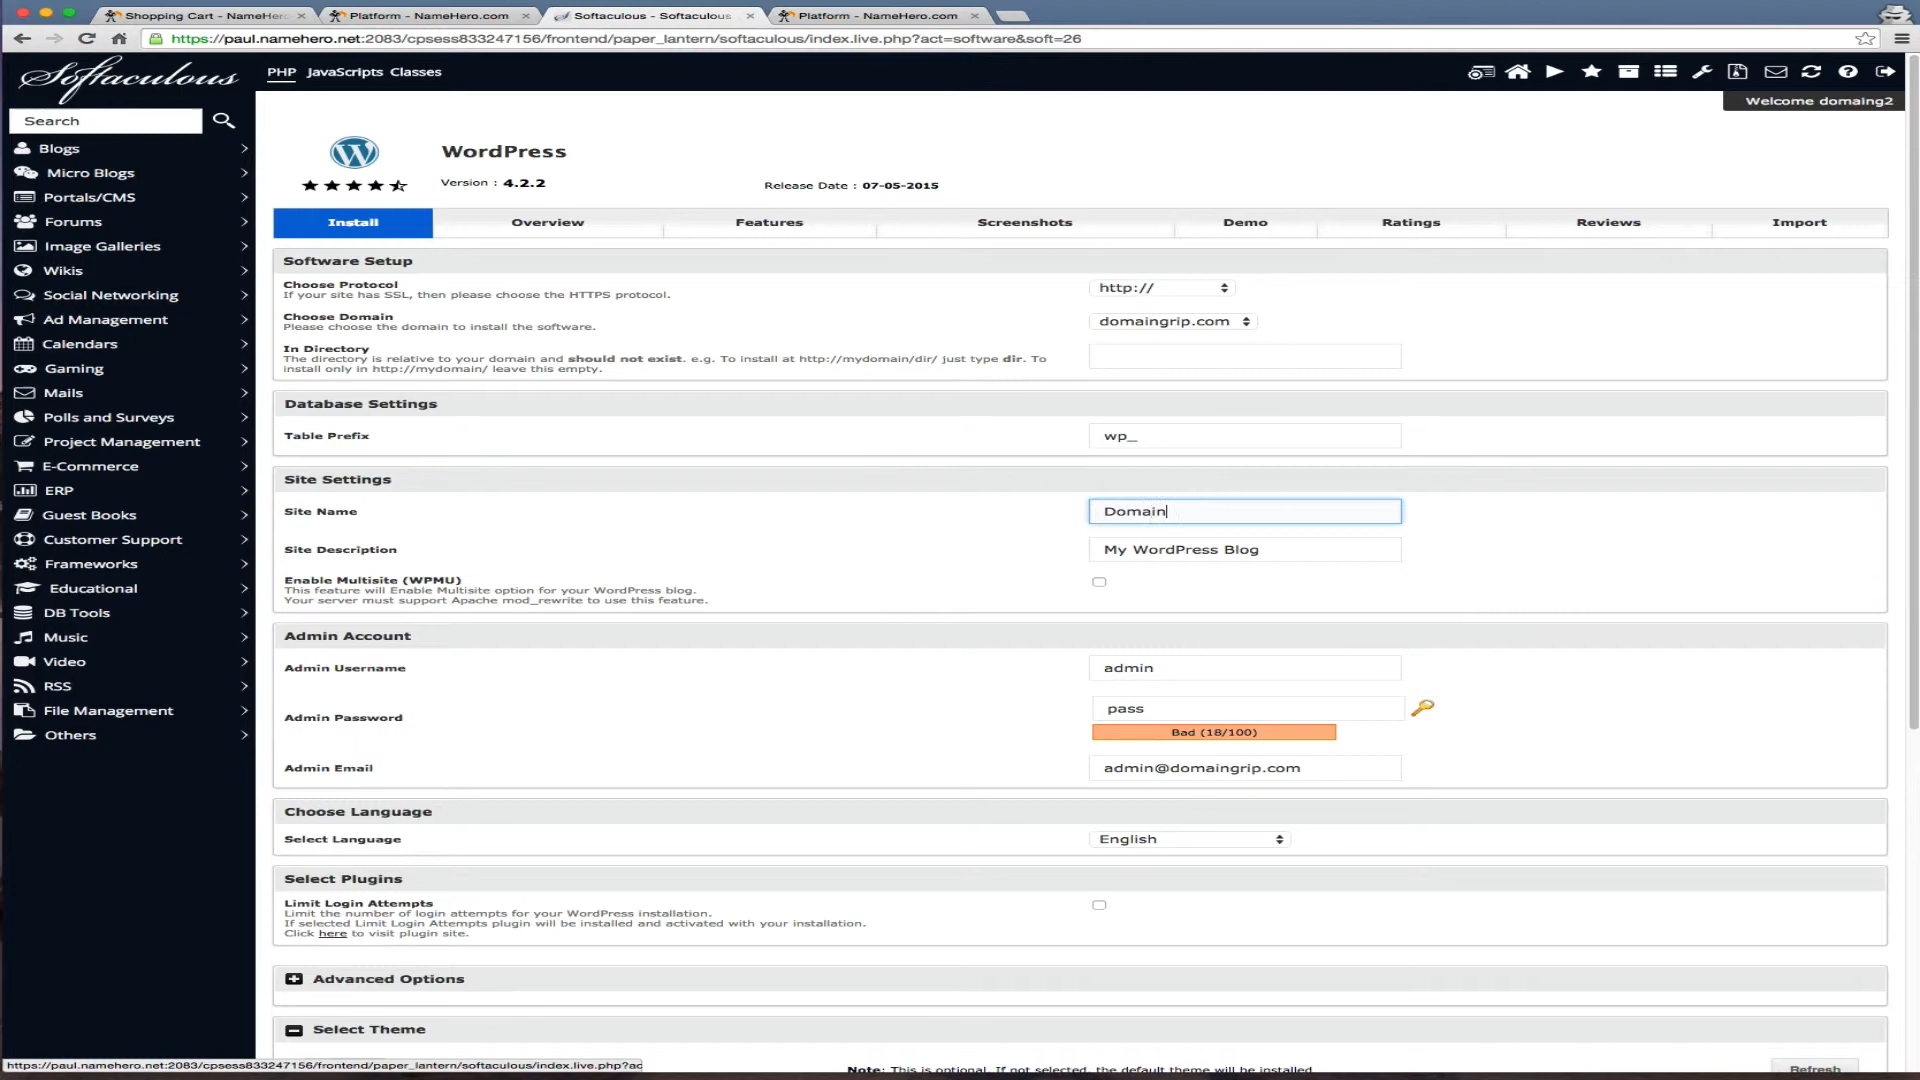 Shopping Cart - NameHero
Platform - NameHero.com
Softaculous - Softaculous
Platform - NameHero.com
https://paul.namehero.net:2083/cpsess833247156/frontend/paper_lantern/softaculous/index.live.php?act=software&soft=26
Softaculous
PHP JavaScripts Classes
Welcome domaing2
Search
Blogs
Micro Blogs
Portals/CMS
Forums
Image Galleries
Wikis
Social Networking
Ad Management
Calendars
Gaming
Mails
Polls and Surveys
Project Management
E-Commerce
ERP
Guest Books
Customer Support
Frameworks
Educational
DB Tools
Music
Video
RSS
File Management
Others
WordPress
Version : 4.2.2
Release Date : 07-05-2015
Install Overview Features Screenshots Demo Ratings Reviews Import
Software Setup
Choose Protocol
If your site has SSL, then please choose the HTTPS protocol.
http://
Choose Domain
Please choose the domain to install the software.
domaingrip.com
In Directory
The directory is relative to your domain and should not exist. e.g. To install at http://mydomain/dir/ just type dir. To
install only in http://mydomain/ leave this empty.
Database Settings
Table Prefix
wp_
Site Settings
Site Name
Domain
Site Description
My WordPress Blog
Enable Multisite (WPMU)
This feature will Enable Multisite option for your WordPress blog.
Your server must support Apache mod_rewrite to use this feature.
Admin Account
Admin Username
admin
Admin Password
pass
Bad (18/100)
Admin Email
admin@domaingrip.com
Choose Language
Select Language
English
Select Plugins
Limit Login Attempts
Limit the number of login attempts for your WordPress installation.
If selected Limit Login Attempts plugin will be installed and activated with your installation.
Click here to visit plugin site.
Advanced Options
Select Theme
Note: This is optional. If not selected, the default theme will be installed
Refresh
https://paul.namehero.net:2083/cpsess833247156/frontend/paper_lantern/softaculous/index.live.php?ac